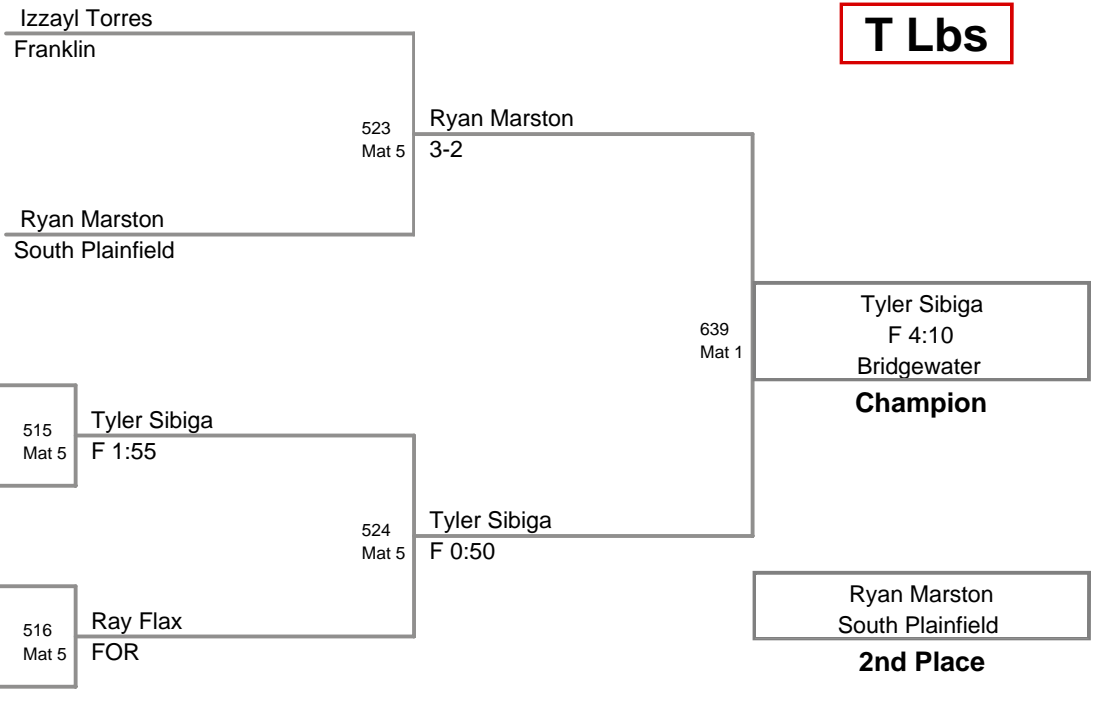 Izzayl Torres
T Lbs
Franklin
523
Mat 5
Ryan Marston
3-2
Ryan Marston
South Plainfield
639
Mat 1
Tyler Sibiga
F 4:10
Bridgewater
Champion
515
Mat 5
Tyler Sibiga
F 1:55
524
Mat 5
Tyler Sibiga
F 0:50
516
Mat 5
Ray Flax
FOR
Ryan Marston
South Plainfield
2nd Place